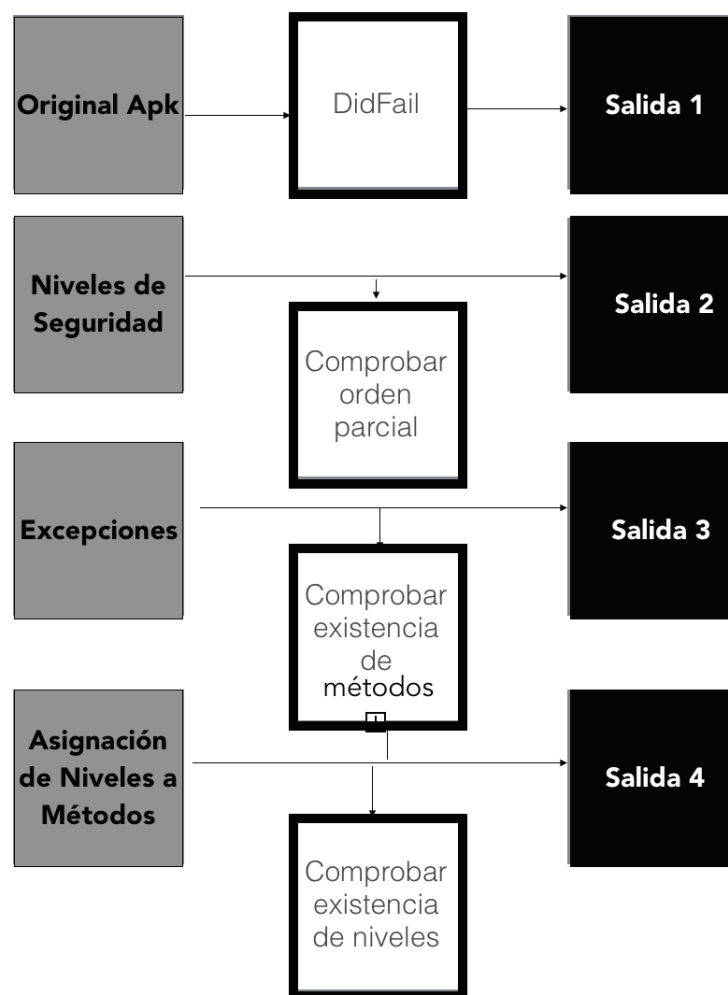 Original Apk
DidFail
Salida 1
Niveles de
Seguridad
Salida 2
Comprobar
orden
parcial
Excepciones
Salida 3
Comprobar
existencia
de
métodos
Asignación
de Niveles a
Métodos
Salida 4
Comprobar
existencia
de niveles